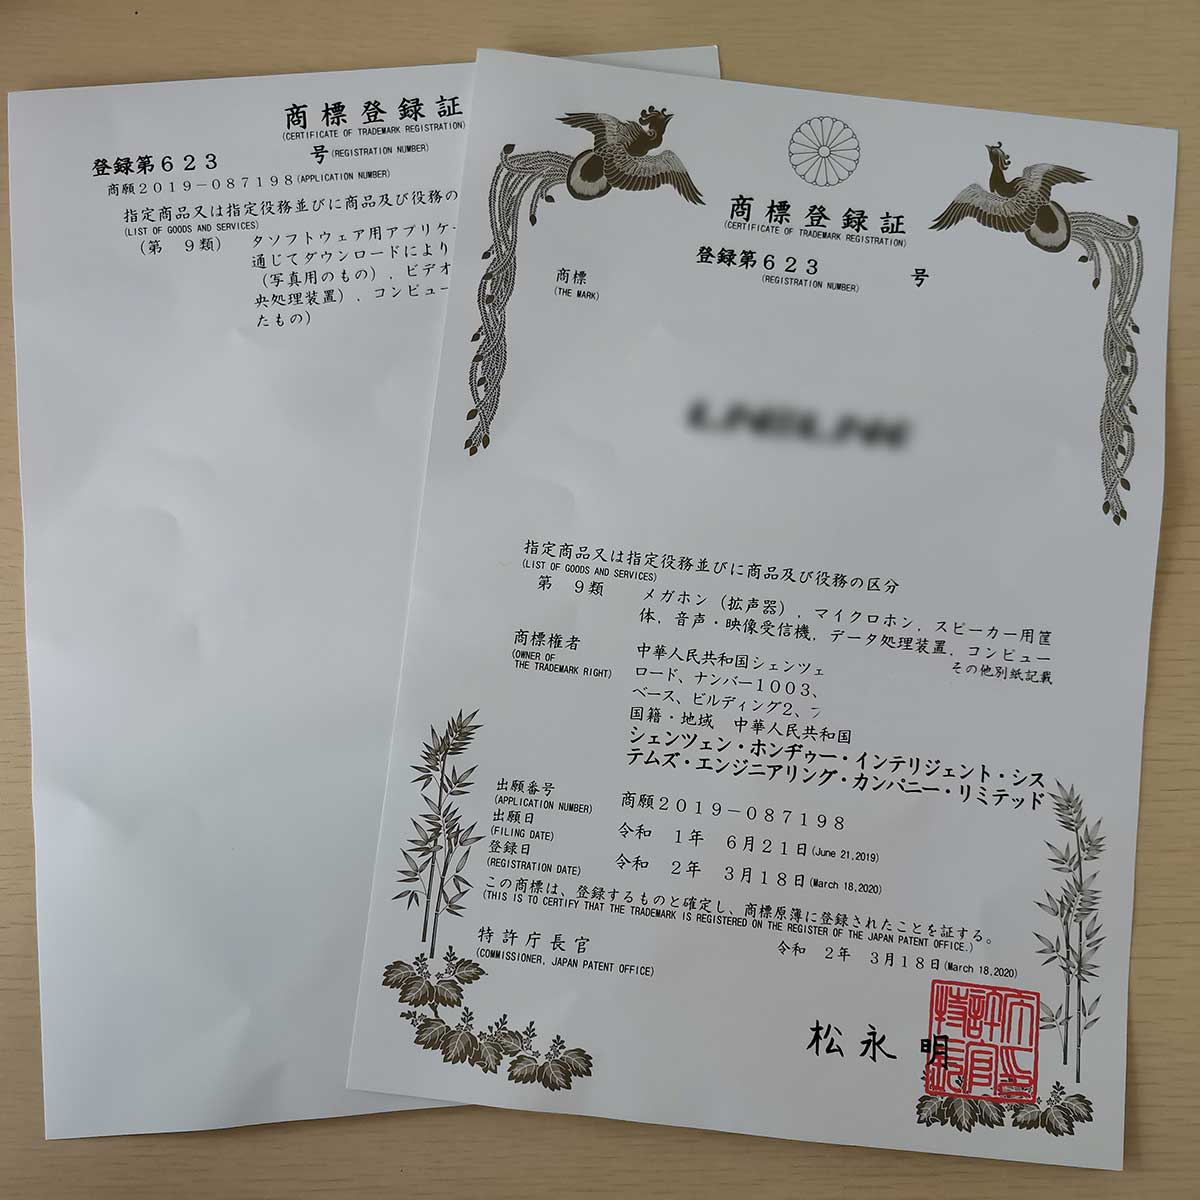 商標登録証
(CERTIFICATE OF TRADEMARK REGISTRATION)
登録第623 号(REGISTRATION NUMBER)
商願2019-087198(APPLICATION NUMBER)
指定商品又は指定役務並びに商品及び役務の
(LIST OF GOODS AND SERVICES)
(第 9類) タソフトウェア用アプリケー
通じてダウンロードにより
(写真用のもの),ビデオ
央処理装置),コンピュー
たもの)
商標登録証
(CERTIFICATE OF TRADEMARK REGISTRATION)
登録第623 号
(REGISTRATION NUMBER)
商標
(THE MARK)
指定商品又は指定役務並びに商品及び役務の区分
(LIST OF GOODS AND SERVICES)
第 9類 メガホン(拡声器),マイクロホン,スピーカー用筐
体,音声・映像受信機,データ処理装置,コンピュー
その他別紙記載
商標権者
(OWNER OF
THE TRADEMARK RIGHT)
中華人民共和国シェンツェ
ロード、ナンバー1003、
ベース、ビルディング2、
国籍・地域 中華人民共和国
シェンツェン・ホンヂゥー・インテリジェント・シス
テムズ・エンジニアリング・カンパニー・リミテッド
出願番号 商願2019-087198
(APPLICATION NUMBER)
出願日 令和 1年 6月21日(June 21,2019)
(FILING DATE)
登録日 令和 2年 3月18日(March 18,2020)
(REGISTRATION DATE)
この商標は、登録するものと確定し、商標原簿に登録されたことを証する。
(THIS IS TO CERTIFY THAT THE TRADEMARK IS REGISTERED ON THE REGISTER OF THE JAPAN PATENT OFFICE.)
令和 2年 3月18日(March 18,2020)
特許庁長官
(COMMISSIONER, JAPAN PATENT OFFICE)
松永 明